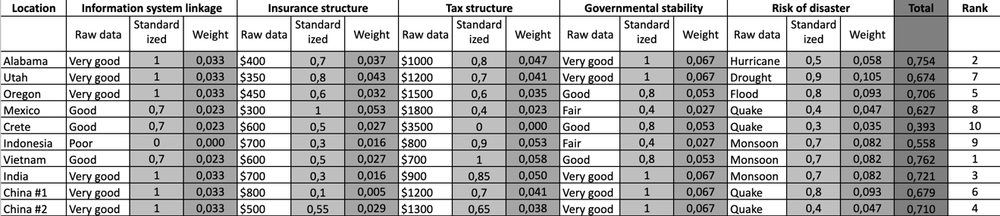 Location Information system linkage Insurance structure Tax structure Governmental stability Risk of disaster Total Rank
Raw data Standard ized Weight Raw data Standard ized Weight Raw data Standard ized Weight Raw data Standard ized Weight Raw data Standard ized Weight
Alabama Very good 1 0,033 $400 0,7 0,037 $1000 0,8 0,047 Very good 1 0,067 Hurricane 0,5 0,058 0,754 2
Utah Very good 1 0,033 $350 0,8 0,043 $1200 0,7 0,041 Very good 1 0,067 Drought 0,9 0,105 0,674 7
Oregon Very good 1 0,033 $450 0,6 0,032 $1500 0,6 0,035 Good 0,8 0,053 Flood 0,8 0,093 0,706 5
Mexico Good 0,7 0,023 $300 1 0,053 $1800 0,4 0,023 Fair 0,4 0,027 Quake 0,4 0,047 0,627 8
Crete Good 0,7 0,023 $600 0,5 0,027 $3500 0 0,000 Good 0,8 0,053 Quake 0,3 0,035 0,393 10
Indonesia Poor 0 0,000 $700 0,3 0,016 $800 0,9 0,053 Fair 0,4 0,027 Monsoon 0,7 0,082 0,558 9
Vietnam Good 0,7 0,023 $600 0,5 0,027 $700 1 0,058 Good 0,8 0,053 Monsoon 0,7 0,082 0,762 1
India Very good 1 0,033 $700 0,3 0,016 $900 0,85 0,050 Very good 1 0,067 Monsoon 0,7 0,082 0,721 3
China #1 Very good 1 0,033 $800 0,1 0,005 $1200 0,7 0,041 Very good 1 0,067 Quake 0,8 0,093 0,679 6
China #2 Very good 1 0,033 $500 0,55 0,029 $1300 0,65 0,038 Very good 1 0,067 Quake 0,4 0,047 0,710 4